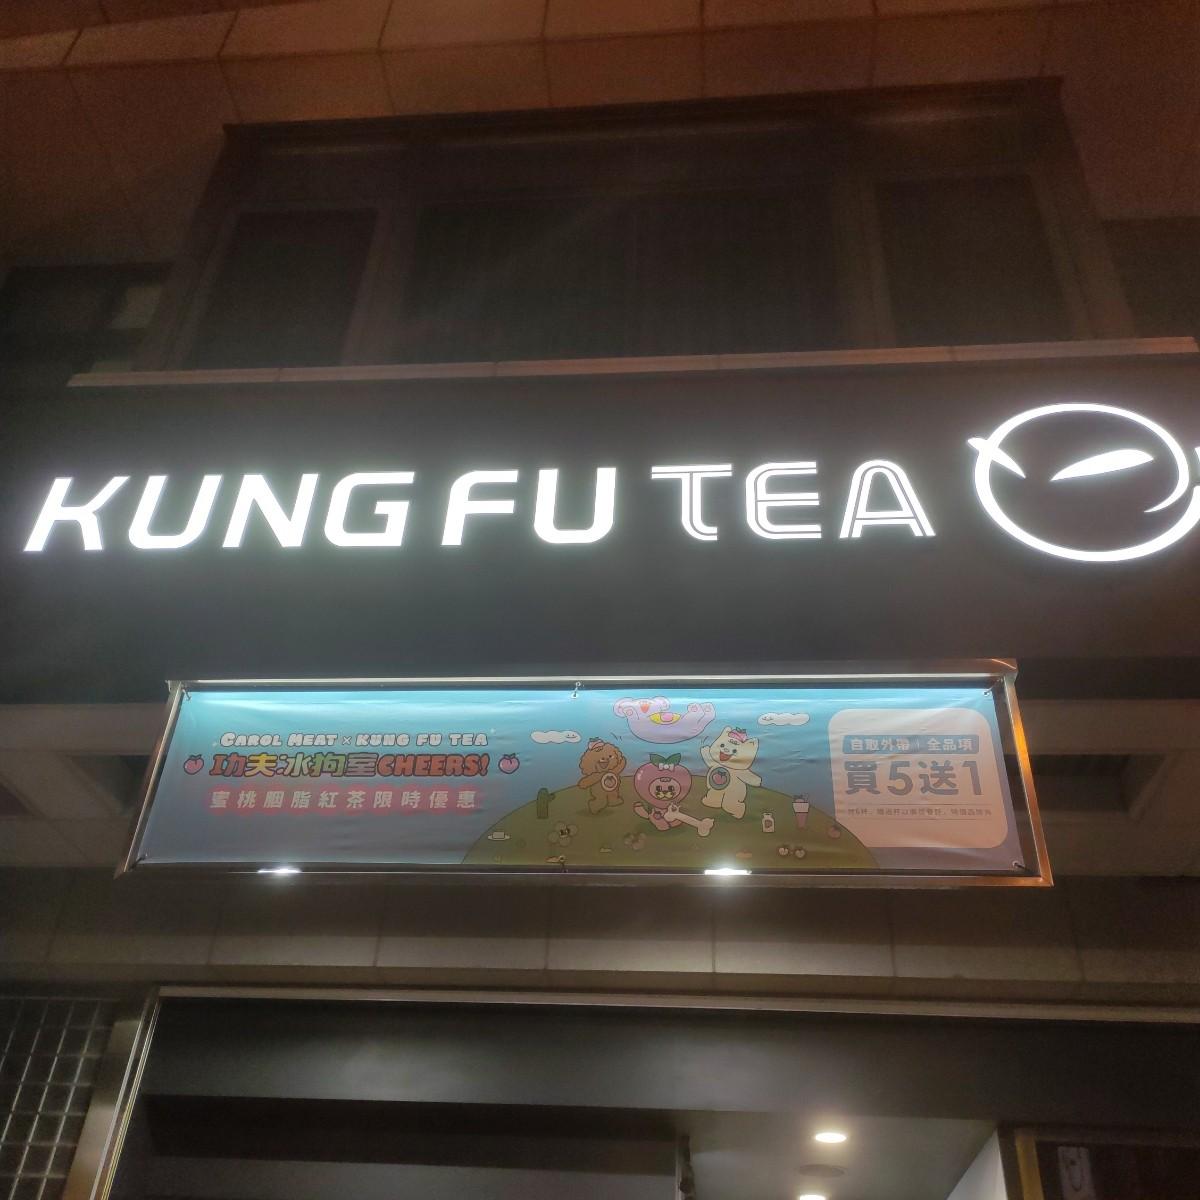 KUNG FU TEA
CAROL MEAT × KUNG FU TEA
功夫冰狗室CHEERS!
蜜桃胭脂紅茶限時優惠
自取外帶｜全品項
買5送1